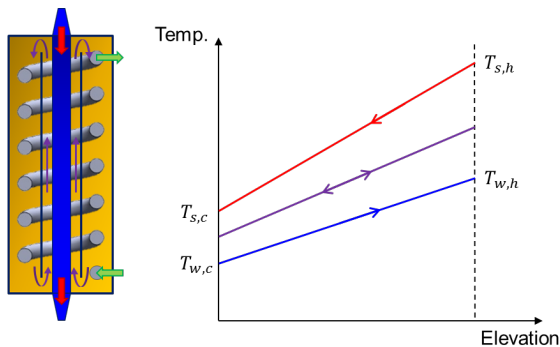 Temp.
T_{s,h}
T_{w,h}
T_{s,c}
T_{w,c}
Elevation